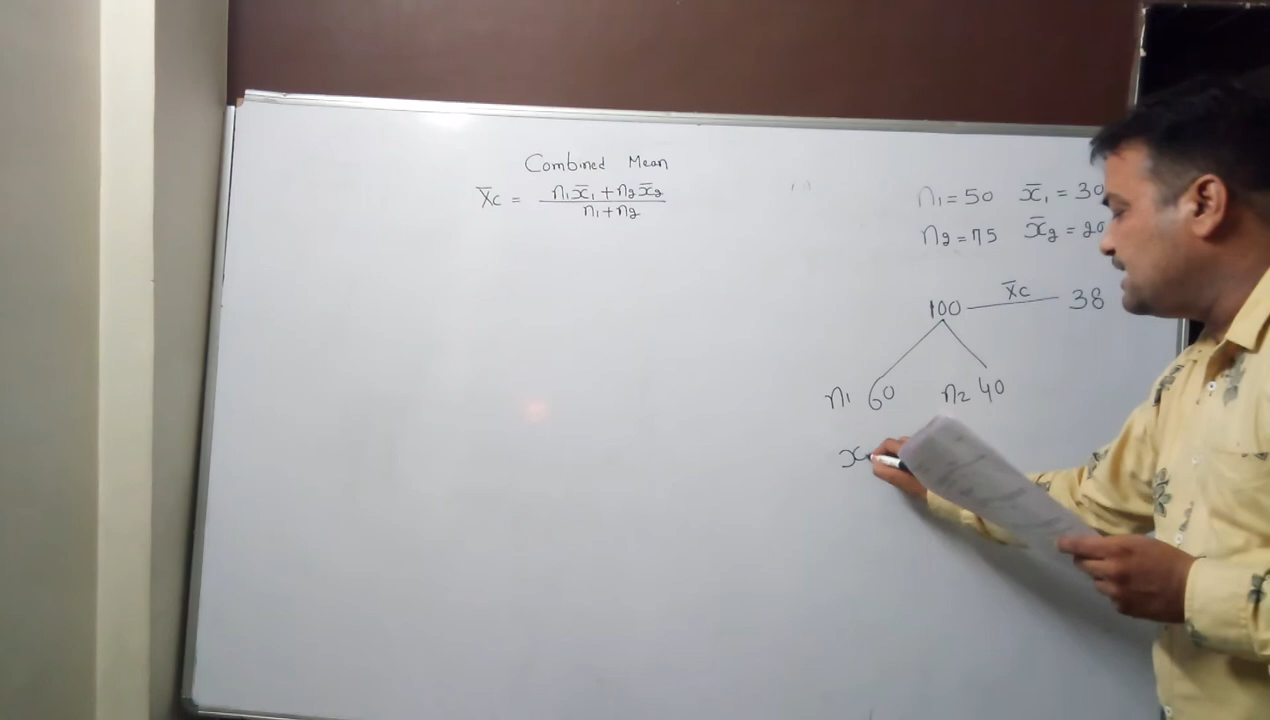 Combined Mean
X̄c = n1x̄1 + n2x̄2
n1 + n2
n1 = 50 x̄1 = 30
n2 = 75 x̄2 = 20
100 X̄c 38
n1 60 n2 40
x